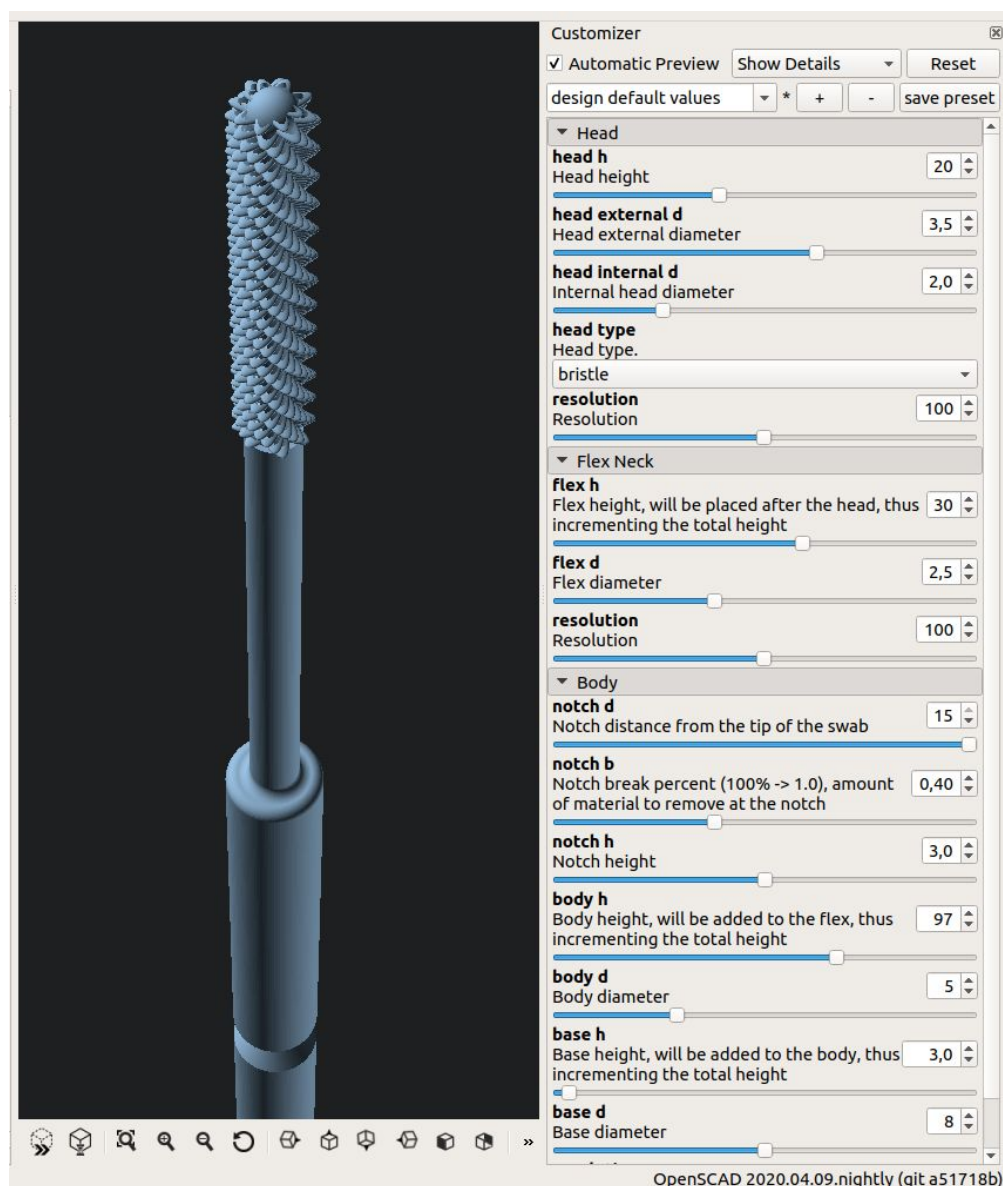 Customizer
Automatic Preview Show Details Reset
design default values * + - save preset
Head
head h
Head height 20
head external d
Head external diameter 3,5
head internal d
Internal head diameter 2,0
head type
Head type.
bristle
resolution
Resolution 100
Flex Neck
flex h
Flex height, will be placed after the head, thus 30
incrementing the total height
flex d
Flex diameter 2,5
resolution
Resolution 100
Body
notch d
Notch distance from the tip of the swab 15
notch b
Notch break percent (100% -> 1.0), amount 0,40
of material to remove at the notch
notch h
Notch height 3,0
body h
Body height, will be added to the flex, thus 97
incrementing the total height
body d
Body diameter 5
base h
Base height, will be added to the body, thus 3,0
incrementing the total height
base d
Base diameter 8
»
OpenSCAD 2020.04.09.nightly (git a51718b)